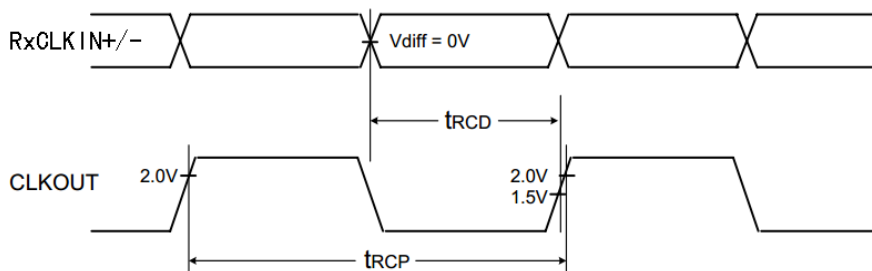 RxCLKIN+/-
Vdiff = 0V
tRCD
CLKOUT
2.0V
2.0V
1.5V
tRCP